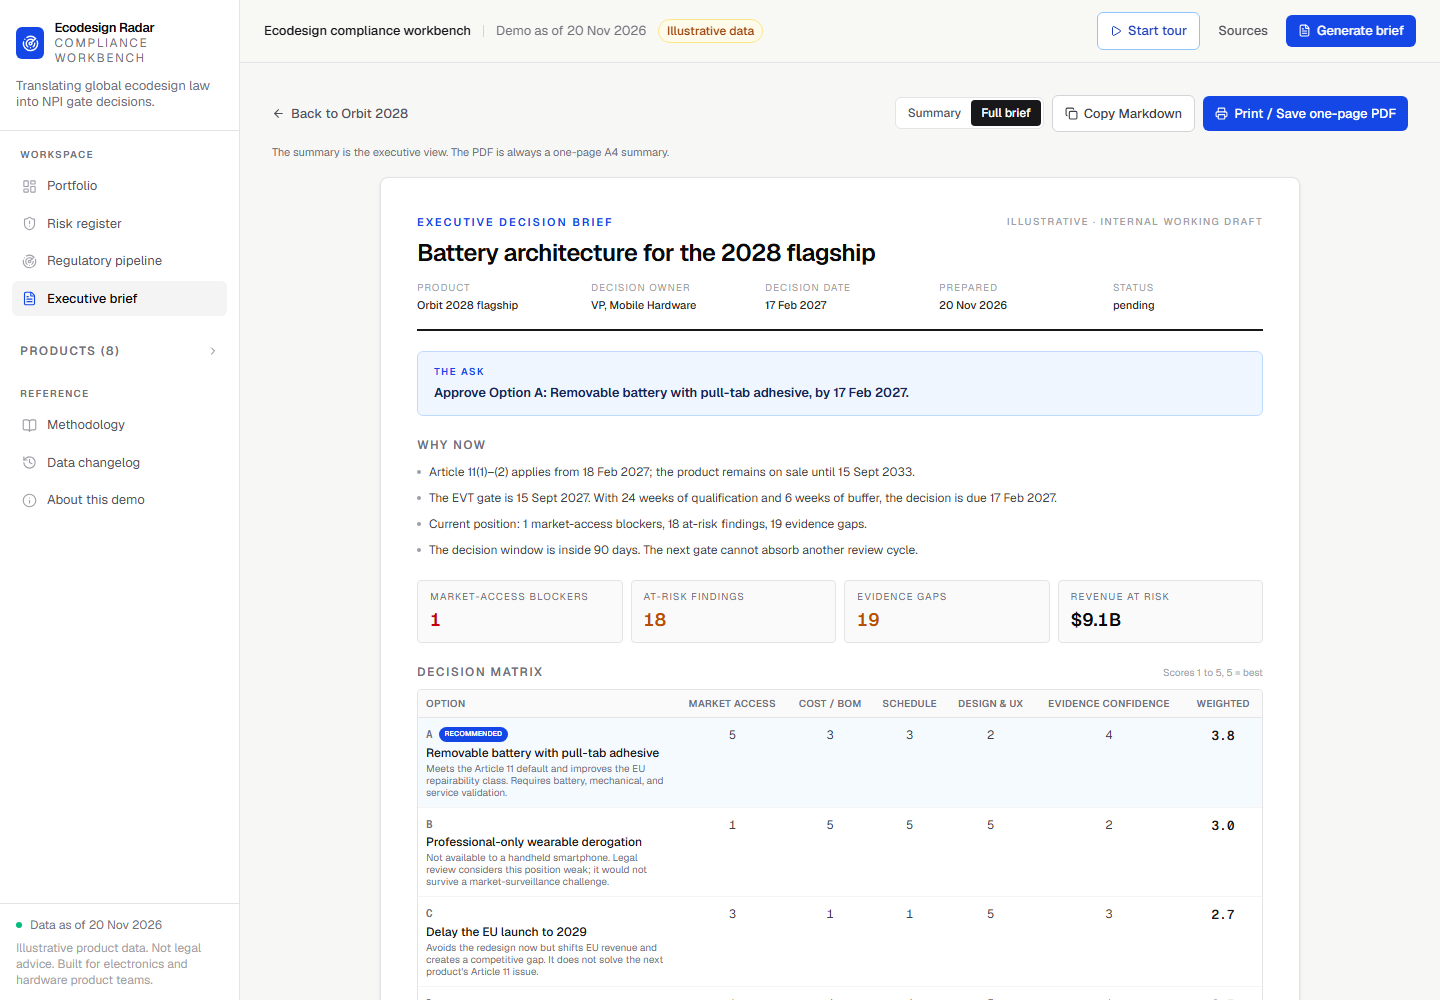 Ecodesign Radar
COMPLIANCE
WORKBENCH
Translating global ecodesign law
into NPI gate decisions.
WORKSPACE
Portfolio
Risk register
Regulatory pipeline
Executive brief
PRODUCTS (8)
REFERENCE
Methodology
Data changelog
About this demo
Data as of 20 Nov 2026
Illustrative product data. Not legal
advice. Built for electronics and
hardware product teams.
Ecodesign compliance workbench
Demo as of 20 Nov 2026
Illustrative data
Start tour
Sources
Generate brief
Back to Orbit 2028
Summary
Full brief
Copy Markdown
Print / Save one-page PDF
The summary is the executive view. The PDF is always a one-page A4 summary.
EXECUTIVE DECISION BRIEF
ILLUSTRATIVE · INTERNAL WORKING DRAFT
Battery architecture for the 2028 flagship
PRODUCT
Orbit 2028 flagship
DECISION OWNER
VP, Mobile Hardware
DECISION DATE
17 Feb 2027
PREPARED
20 Nov 2026
STATUS
pending
THE ASK
Approve Option A: Removable battery with pull-tab adhesive, by 17 Feb 2027.
WHY NOW
Article 11(1)–(2) applies from 18 Feb 2027; the product remains on sale until 15 Sept 2033.
The EVT gate is 15 Sept 2027. With 24 weeks of qualification and 6 weeks of buffer, the decision is due 17 Feb 2027.
Current position: 1 market-access blockers, 18 at-risk findings, 19 evidence gaps.
The decision window is inside 90 days. The next gate cannot absorb another review cycle.
MARKET-ACCESS BLOCKERS
1
AT-RISK FINDINGS
18
EVIDENCE GAPS
19
REVENUE AT RISK
$9.1B
DECISION MATRIX
Scores 1 to 5, 5 = best
OPTION MARKET ACCESS COST / BOM SCHEDULE DESIGN & UX EVIDENCE CONFIDENCE WEIGHTED
A RECOMMENDED 5 3 3 2 4 3.8
Removable battery with pull-tab adhesive
Meets the Article 11 default and improves the EU
repairability class. Requires battery, mechanical, and
service validation.
B 1 5 5 5 2 3.0
Professional-only wearable derogation
Not available to a handheld smartphone. Legal
review considers this position weak; it would not
survive a market-surveillance challenge.
C 3 1 1 5 3 2.7
Delay the EU launch to 2029
Avoids the redesign now but shifts EU revenue and
creates a competitive gap. It does not solve the next
product's Article 11 issue.